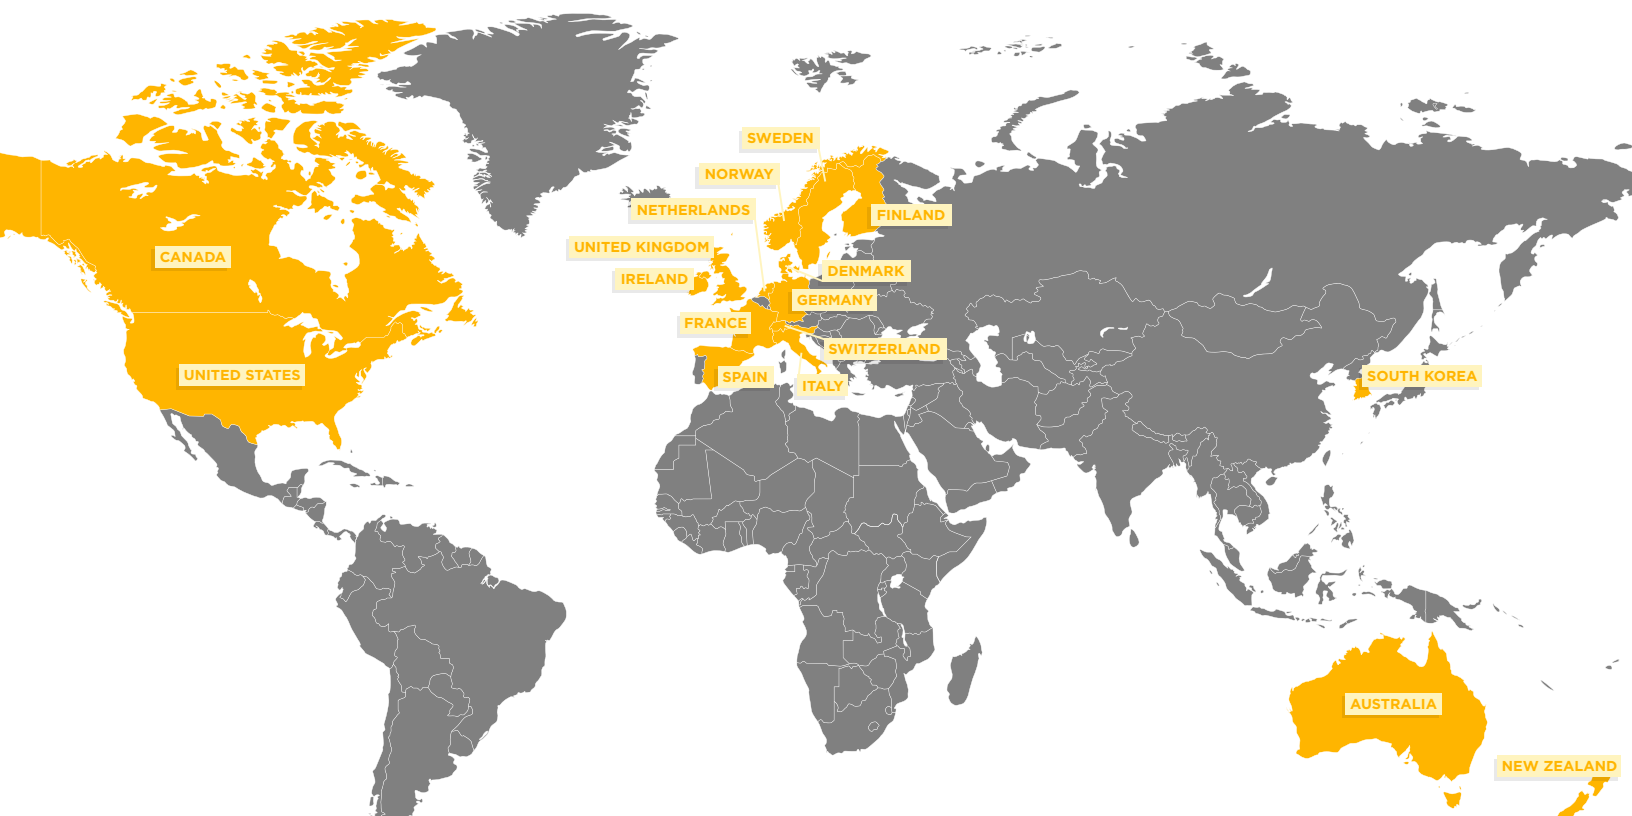 SWEDEN
NORWAY
NETHERLANDS
FINLAND
UNITED KINGDOM
CANADA
DENMARK
IRELAND
GERMANY
FRANCE
SWITZERLAND
UNITED STATES
SPAIN
SOUTH KOREA
ITALY
AUSTRALIA
NEW ZEALAND